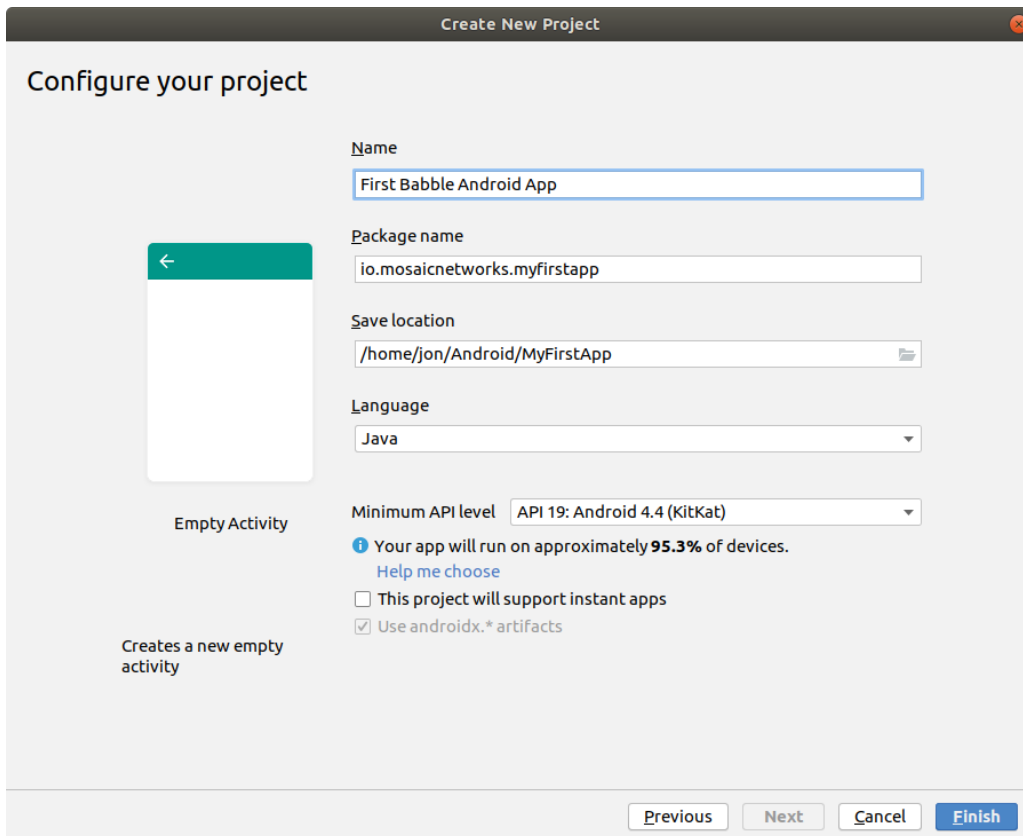 Create New Project
Configure your project
Name
First Babble Android App
Package name
io.mosaicnetworks.myfirstapp
Save location
/home/jon/Android/MyFirstApp
Language
Java
Empty Activity
Minimum API level API 19: Android 4.4 (KitKat)
Your app will run on approximately 95.3% of devices.
Help me choose
This project will support instant apps
Use androidx.* artifacts
Creates a new empty
activity
Previous Next Cancel Finish